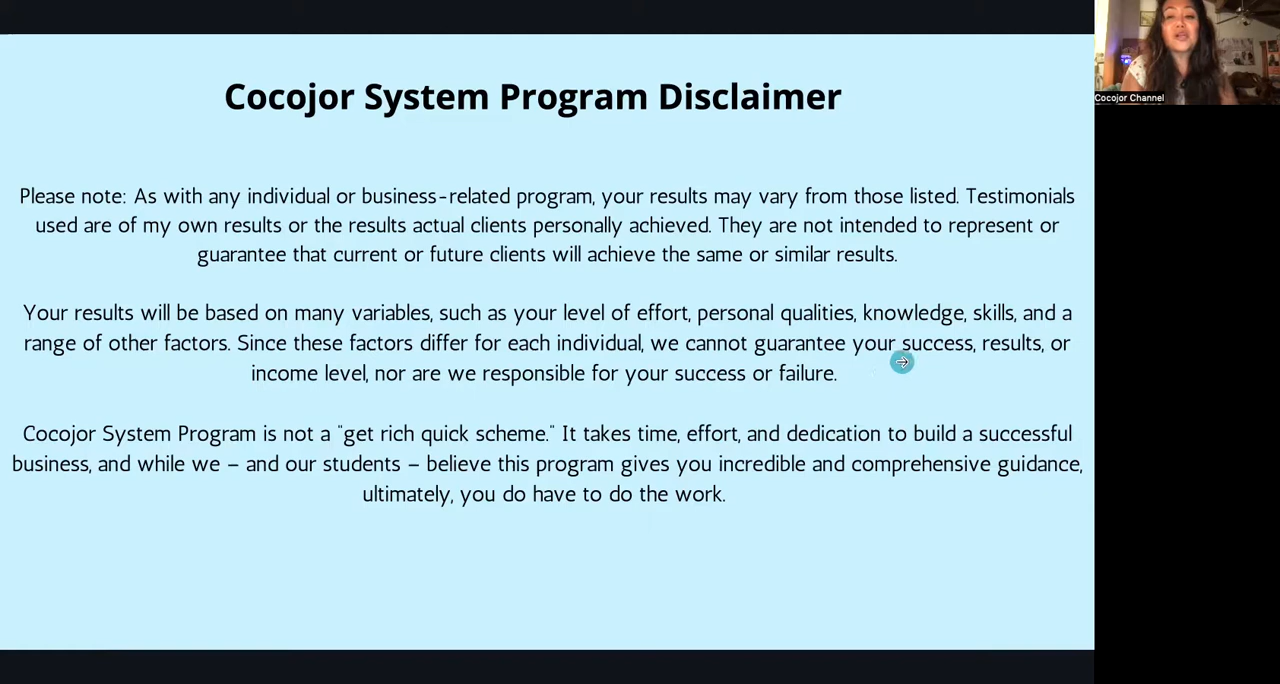 Cocojor System Program Disclaimer
Please note: As with any individual or business-related program, your results may vary from those listed. Testimonials
used are of my own results or the results actual clients personally achieved. They are not intended to represent or
guarantee that current or future clients will achieve the same or similar results.
Your results will be based on many variables, such as your level of effort, personal qualities, knowledge, skills, and a
range of other factors. Since these factors differ for each individual, we cannot guarantee your success, results, or
income level, nor are we responsible for your success or failure.
Cocojor System Program is not a "get rich quick scheme." It takes time, effort, and dedication to build a successful
business, and while we – and our students – believe this program gives you incredible and comprehensive guidance,
ultimately, you do have to do the work.
Cocojor Channel